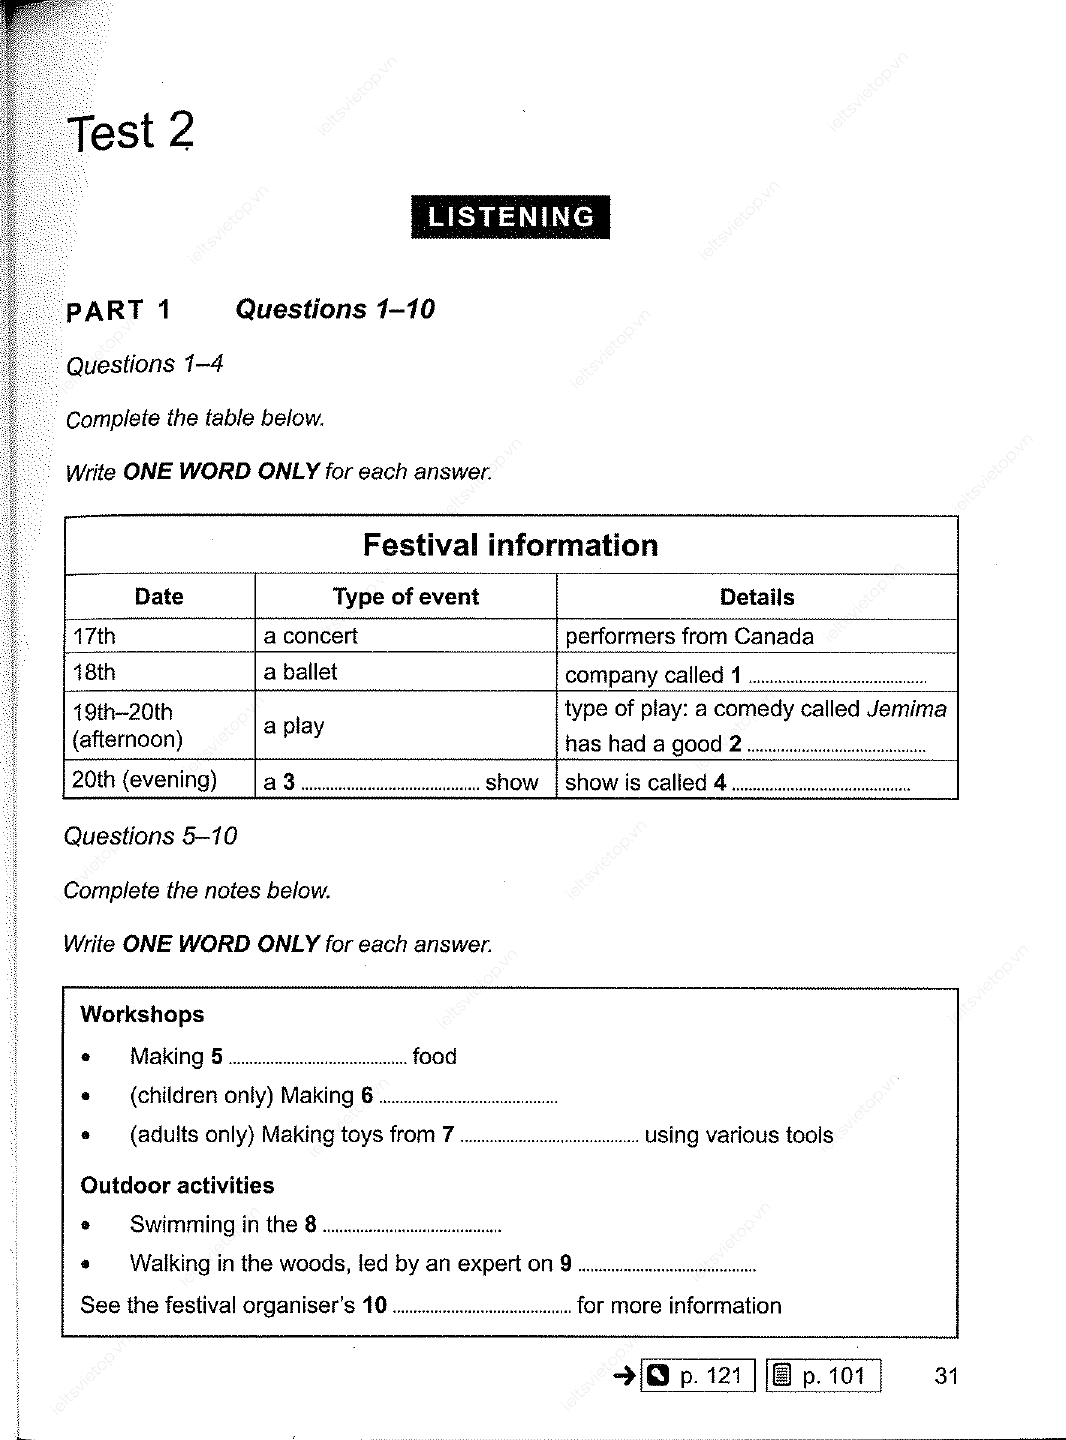 Test 2
LISTENING
PART 1 Questions 1–10
Questions 1–4
Complete the table below.
Write ONE WORD ONLY for each answer.
Festival information
Date Type of event Details
17th a concert performers from Canada
18th a ballet company called 1 ........................................
19th–20th (afternoon) a play type of play: a comedy called Jemima
has had a good 2 ........................................
20th (evening) a 3 ........................................ show show is called 4 ........................................
Questions 5–10
Complete the notes below.
Write ONE WORD ONLY for each answer.
Workshops
• Making 5 ........................................ food
• (children only) Making 6 ........................................
• (adults only) Making toys from 7 ........................................ using various tools
Outdoor activities
• Swimming in the 8 ........................................
• Walking in the woods, led by an expert on 9 ........................................
See the festival organiser's 10 ........................................ for more information
→ p. 121 p. 101 31
ieltsvietop.vn